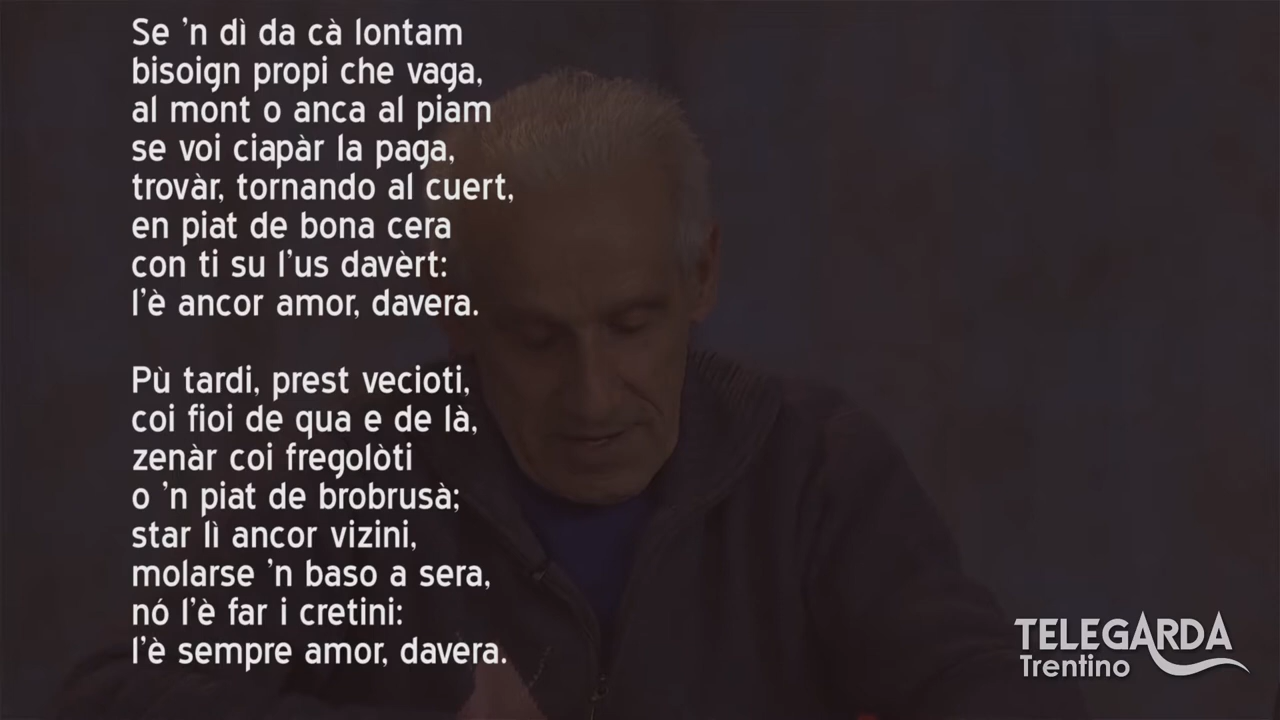 Se 'n dì da cà lontam
bisoign propi che vaga,
al mont o anca al piam
se voi ciapàr la paga,
trovàr, tornando al cuert,
en piat de bona cera
con ti su l'us davèrt:
l'è ancor amor, davera.
Pù tardi, prest vecioti,
coi fioi de qua e de là,
zenàr coi fregolòti
o 'n piat de brobrusà;
star lì ancor vizini,
molarse 'n baso a sera,
nó l'è far i cretini:
l'è sempre amor, davera.
TELEGARDA
Trentino